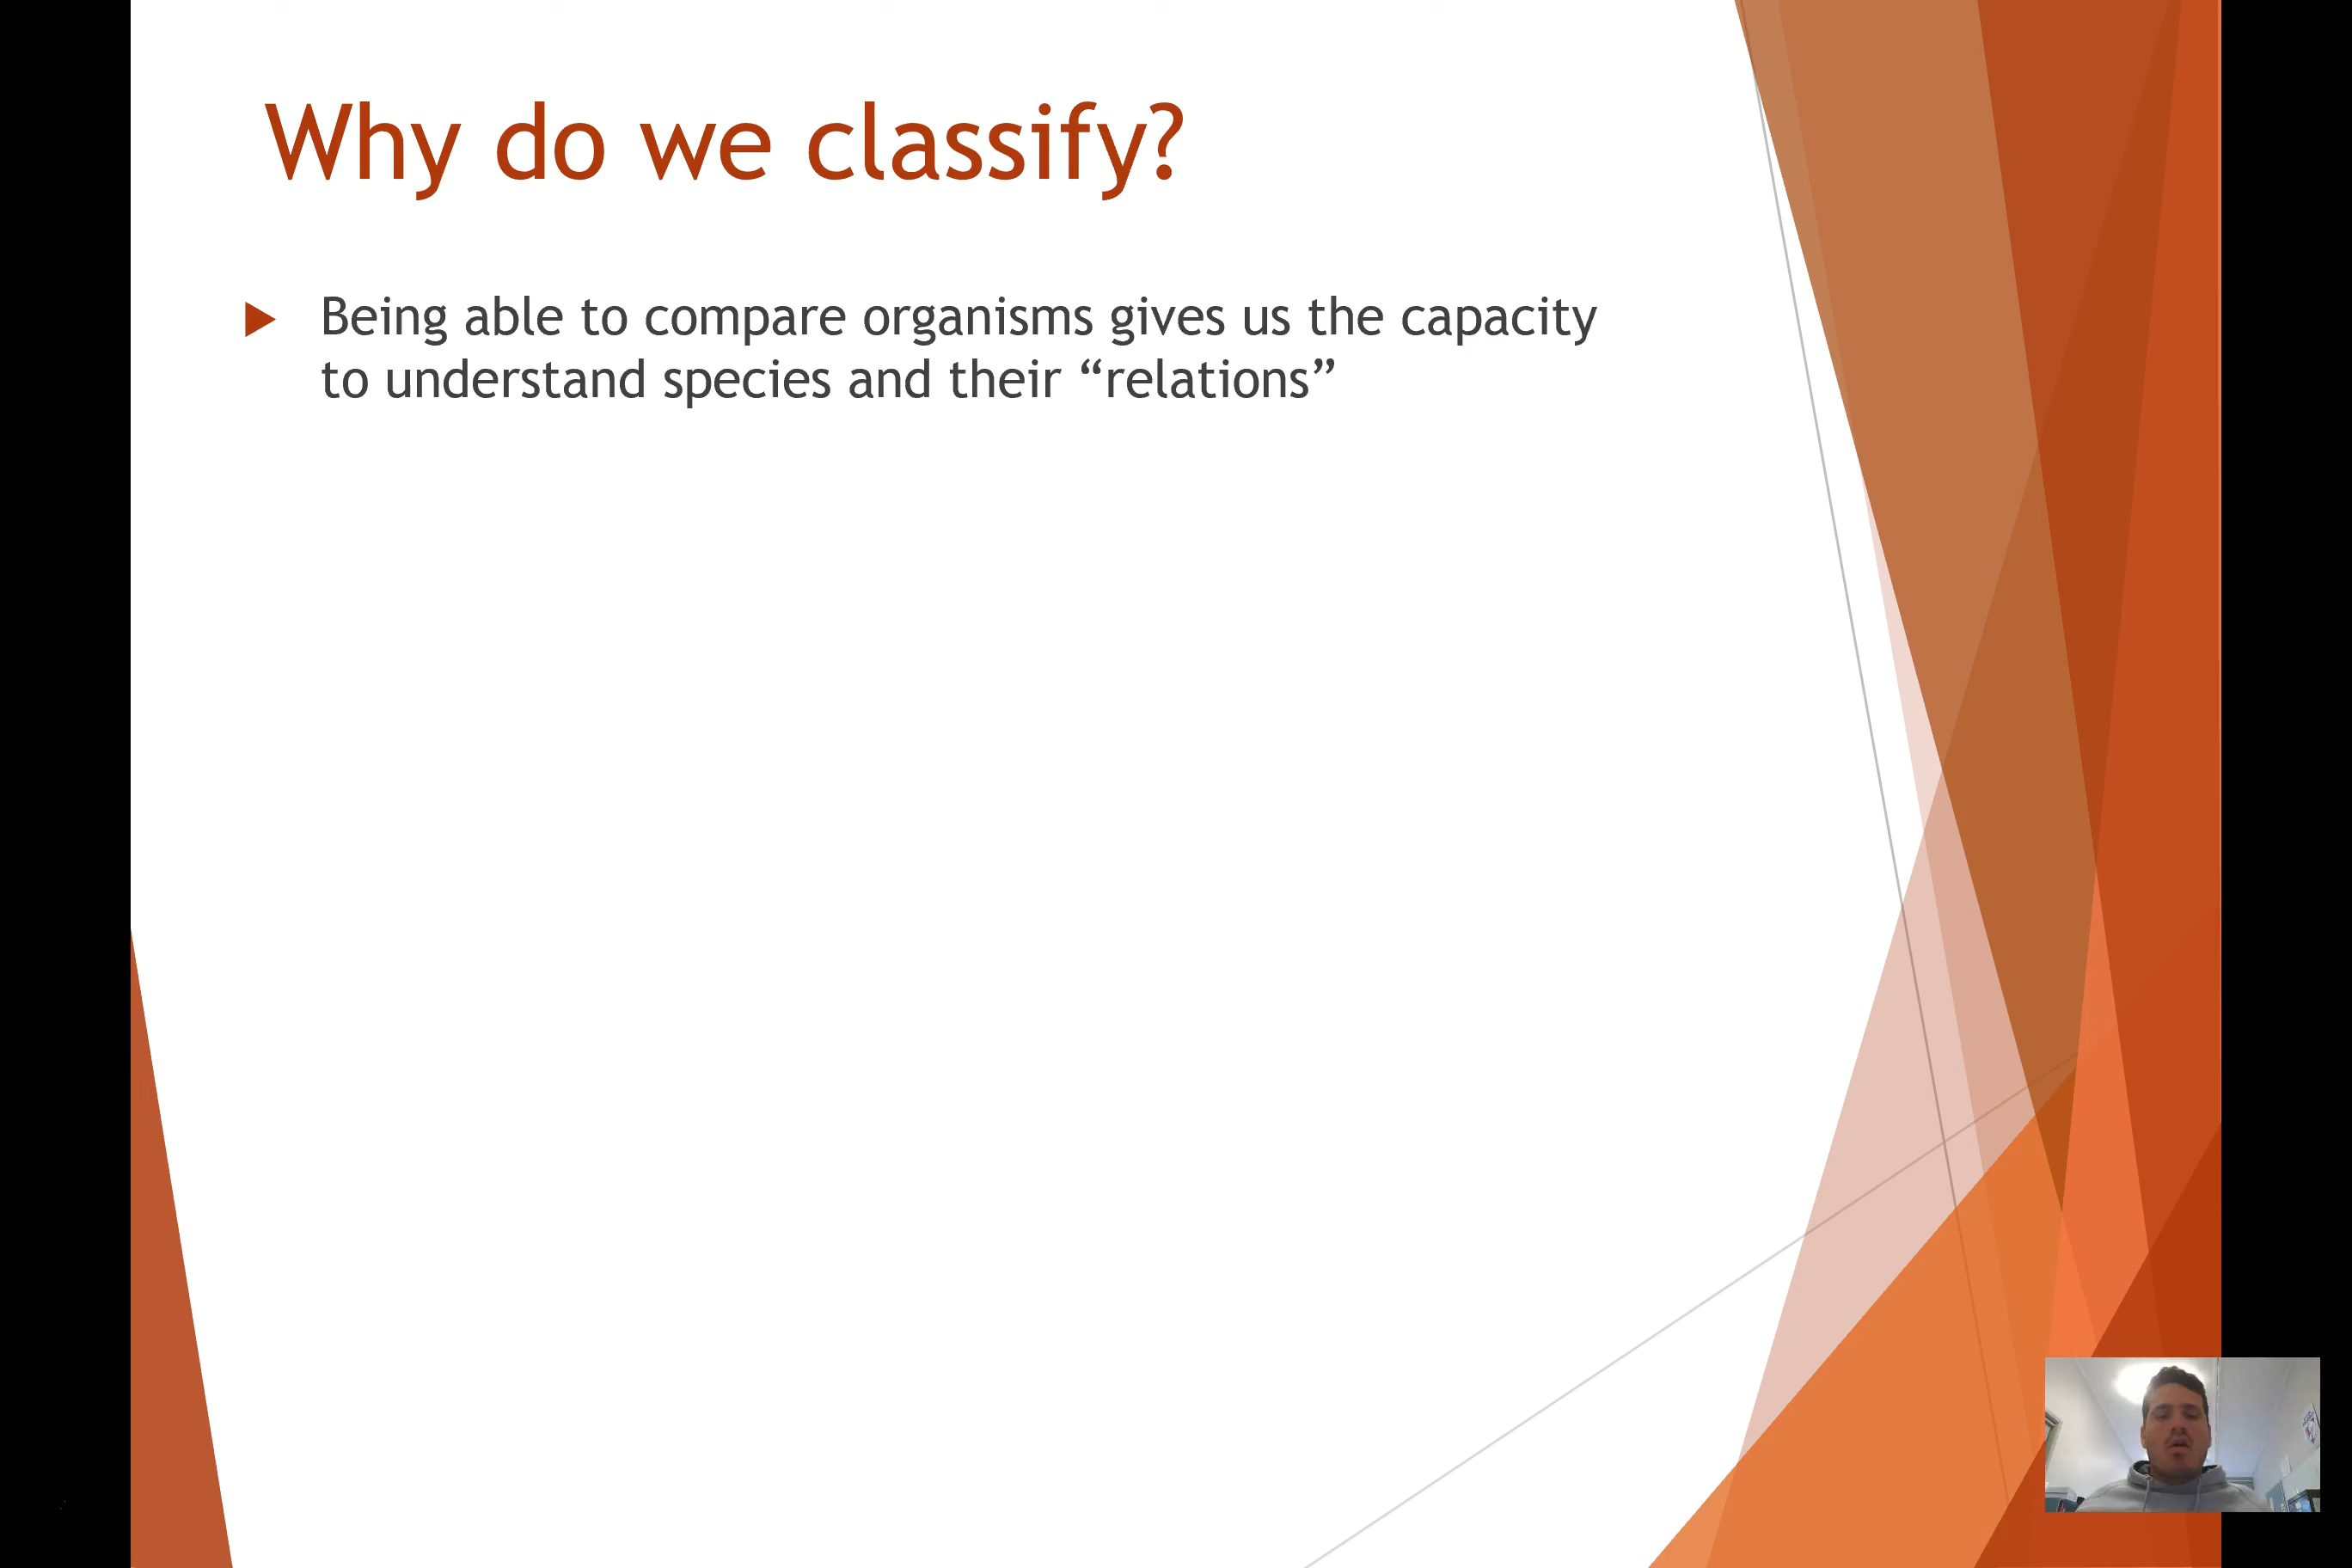 Why do we classify?
Being able to compare organisms gives us the capacity
to understand species and their “relations”